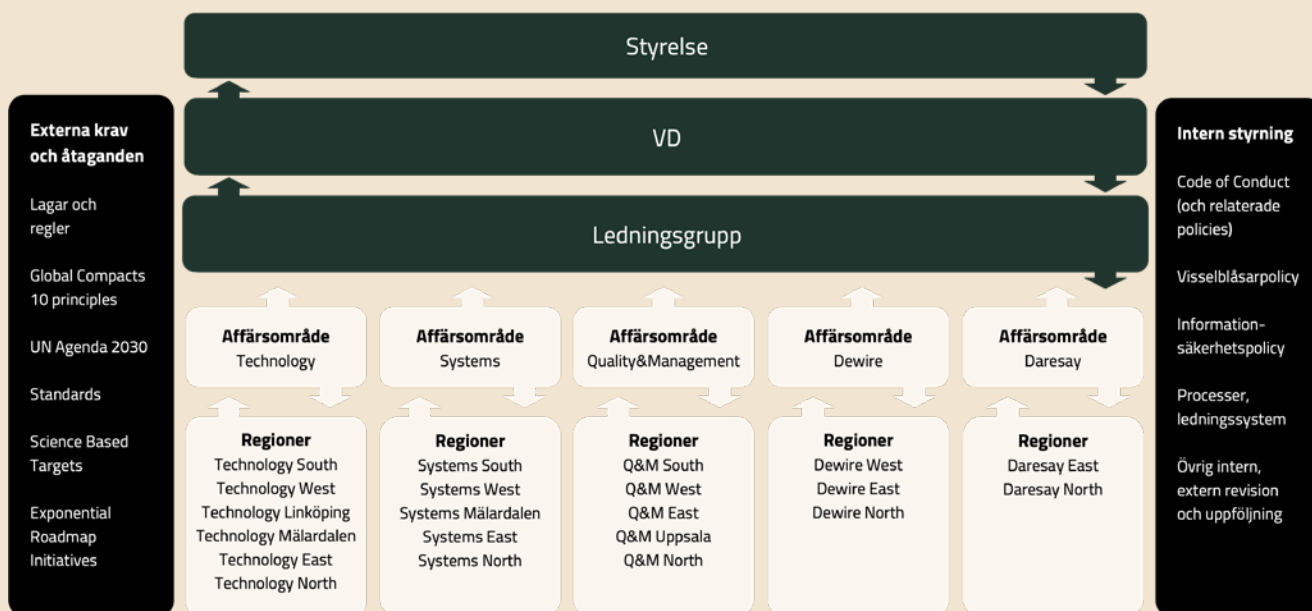 Styrelse
VD
Ledningsgrupp
Externa krav
och åtaganden
Lagar och
regler
Global Compacts
10 principles
UN Agenda 2030
Standards
Science Based
Targets
Exponential
Roadmap
Initiatives
Affärsområde
Technology
Affärsområde
Systems
Affärsområde
Quality&Management
Affärsområde
Dewire
Affärsområde
Daresay
Regioner
Technology South
Technology West
Technology Linköping
Technology Mälardalen
Technology East
Technology North
Regioner
Systems South
Systems West
Systems Mälardalen
Systems East
Systems North
Regioner
Q&M South
Q&M West
Q&M East
Q&M Uppsala
Q&M North
Regioner
Dewire West
Dewire East
Dewire North
Regioner
Daresay East
Daresay North
Intern styrning
Code of Conduct
(och relaterade
policies)
Visselblåsarpolicy
Information-
säkerhetspolicy
Processer,
ledningssystem
Övrig intern,
extern revision
och uppföljning